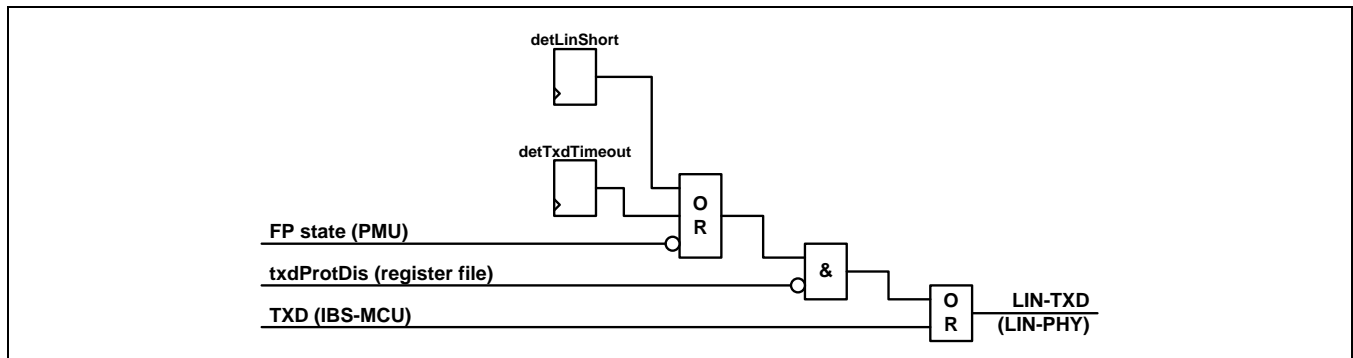 detLinShort
detTxdTimeout
O
R
FP state (PMU)
&
txdProtDis (register file)
O
R
LIN-TXD
(LIN-PHY)
TXD (IBS-MCU)